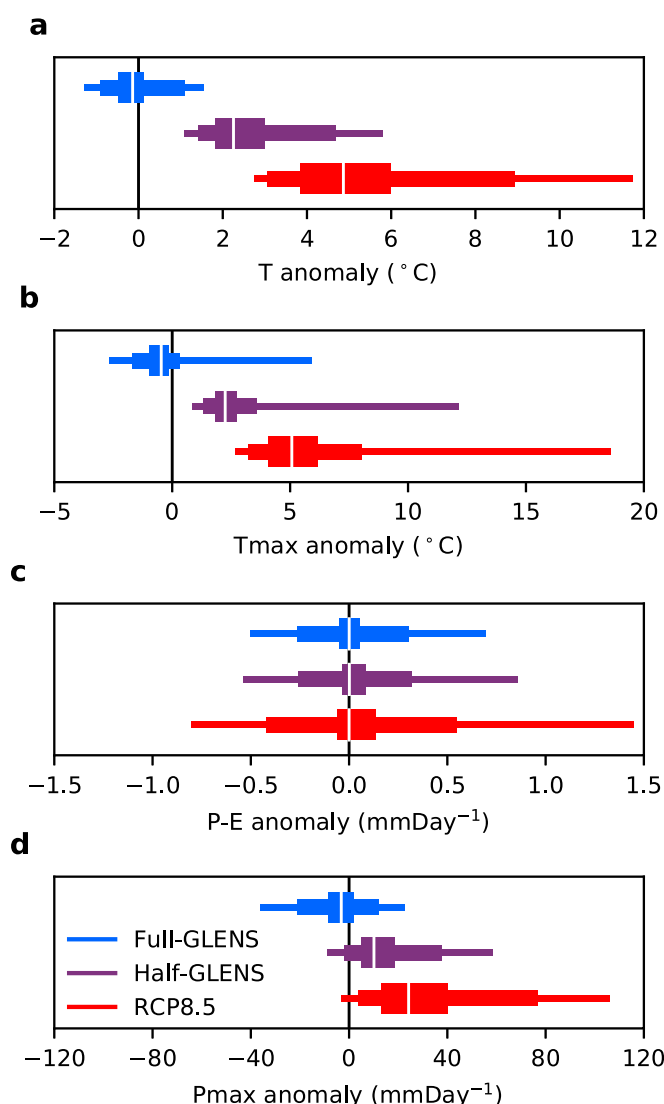 a
−2 0 2 4 6 8 10 12
T anomaly (°C)
b
−5 0 5 10 15 20
Tmax anomaly (°C)
c
−1.5 −1.0 −0.5 0.0 0.5 1.0 1.5
P-E anomaly (mmDay⁻¹)
d
Full-GLENS
Half-GLENS
RCP8.5
−120 −80 −40 0 40 80 120
Pmax anomaly (mmDay⁻¹)